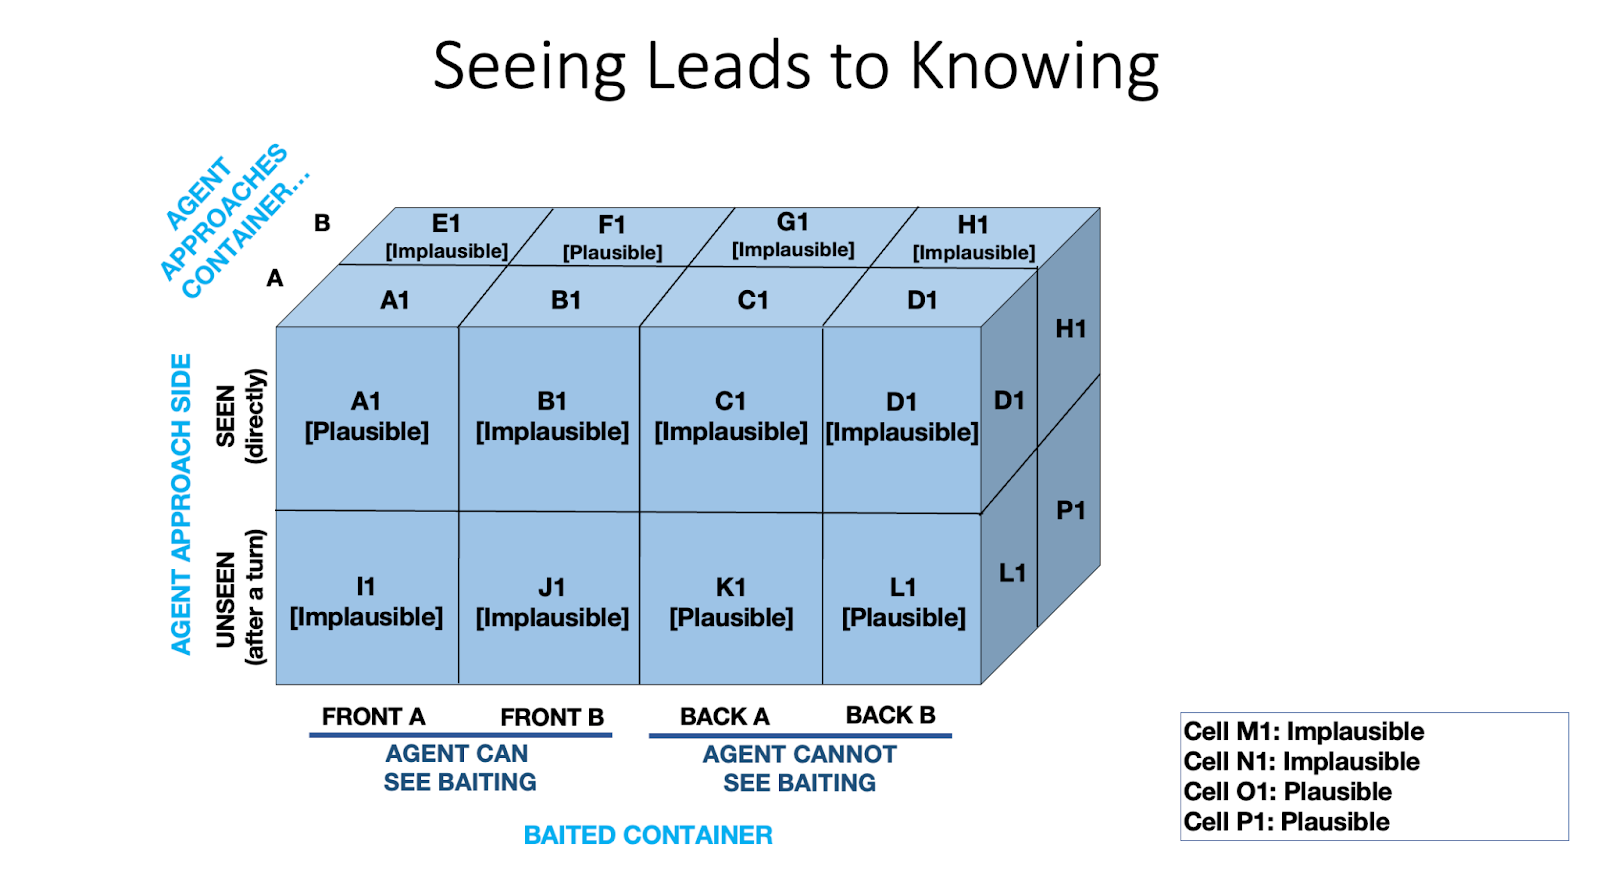 Seeing Leads to Knowing
AGENT
APPROACHES
CONTAINER...
B
A
E1
[Implausible]
F1
[Plausible]
G1
[Implausible]
H1
[Implausible]
A1
B1
C1
D1
AGENT APPROACH SIDE
SEEN
(directly)
A1
[Plausible]
B1
[Implausible]
C1
[Implausible]
D1
[Implausible]
D1
H1
UNSEEN
(after a turn)
I1
[Implausible]
J1
[Implausible]
K1
[Plausible]
L1
[Plausible]
L1
P1
FRONT A
FRONT B
BACK A
BACK B
AGENT CAN
SEE BAITING
AGENT CANNOT
SEE BAITING
BAITED CONTAINER
Cell M1: Implausible
Cell N1: Implausible
Cell O1: Plausible
Cell P1: Plausible